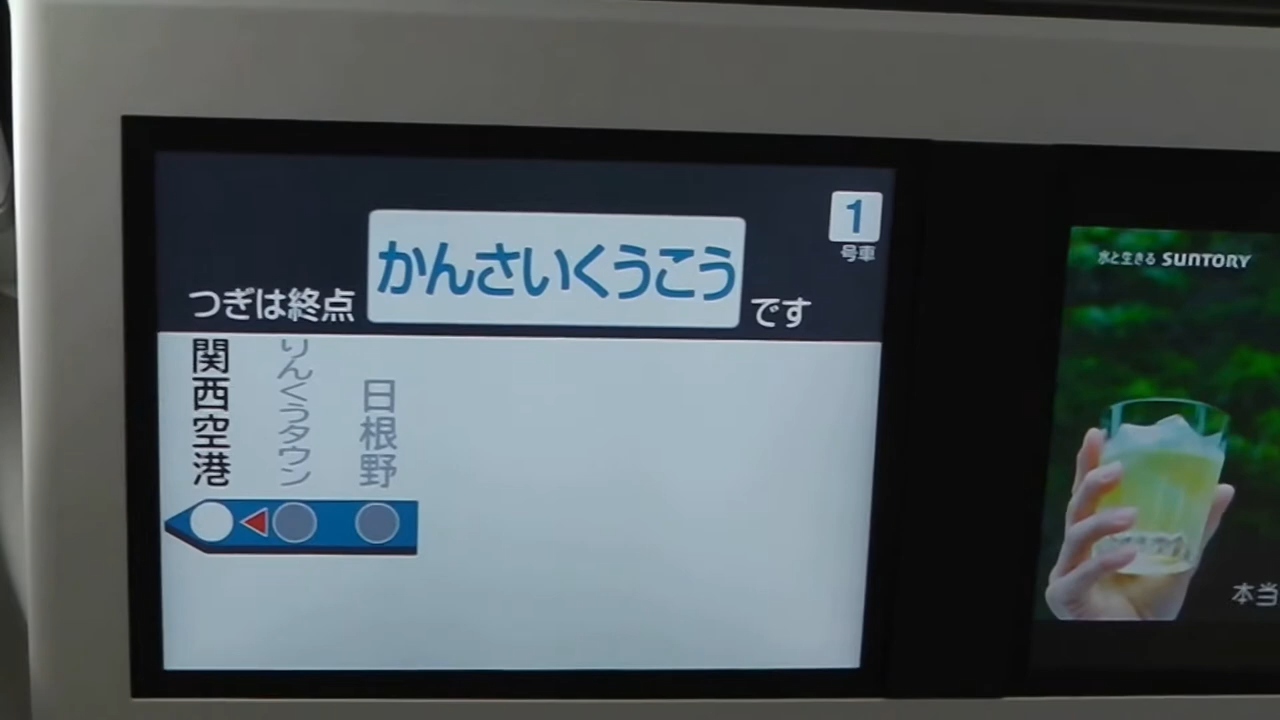 1
号車
つぎは終点 かんさいくうこう です
関西空港
りんくうタウン
日根野
水と生きる SUNTORY
本当